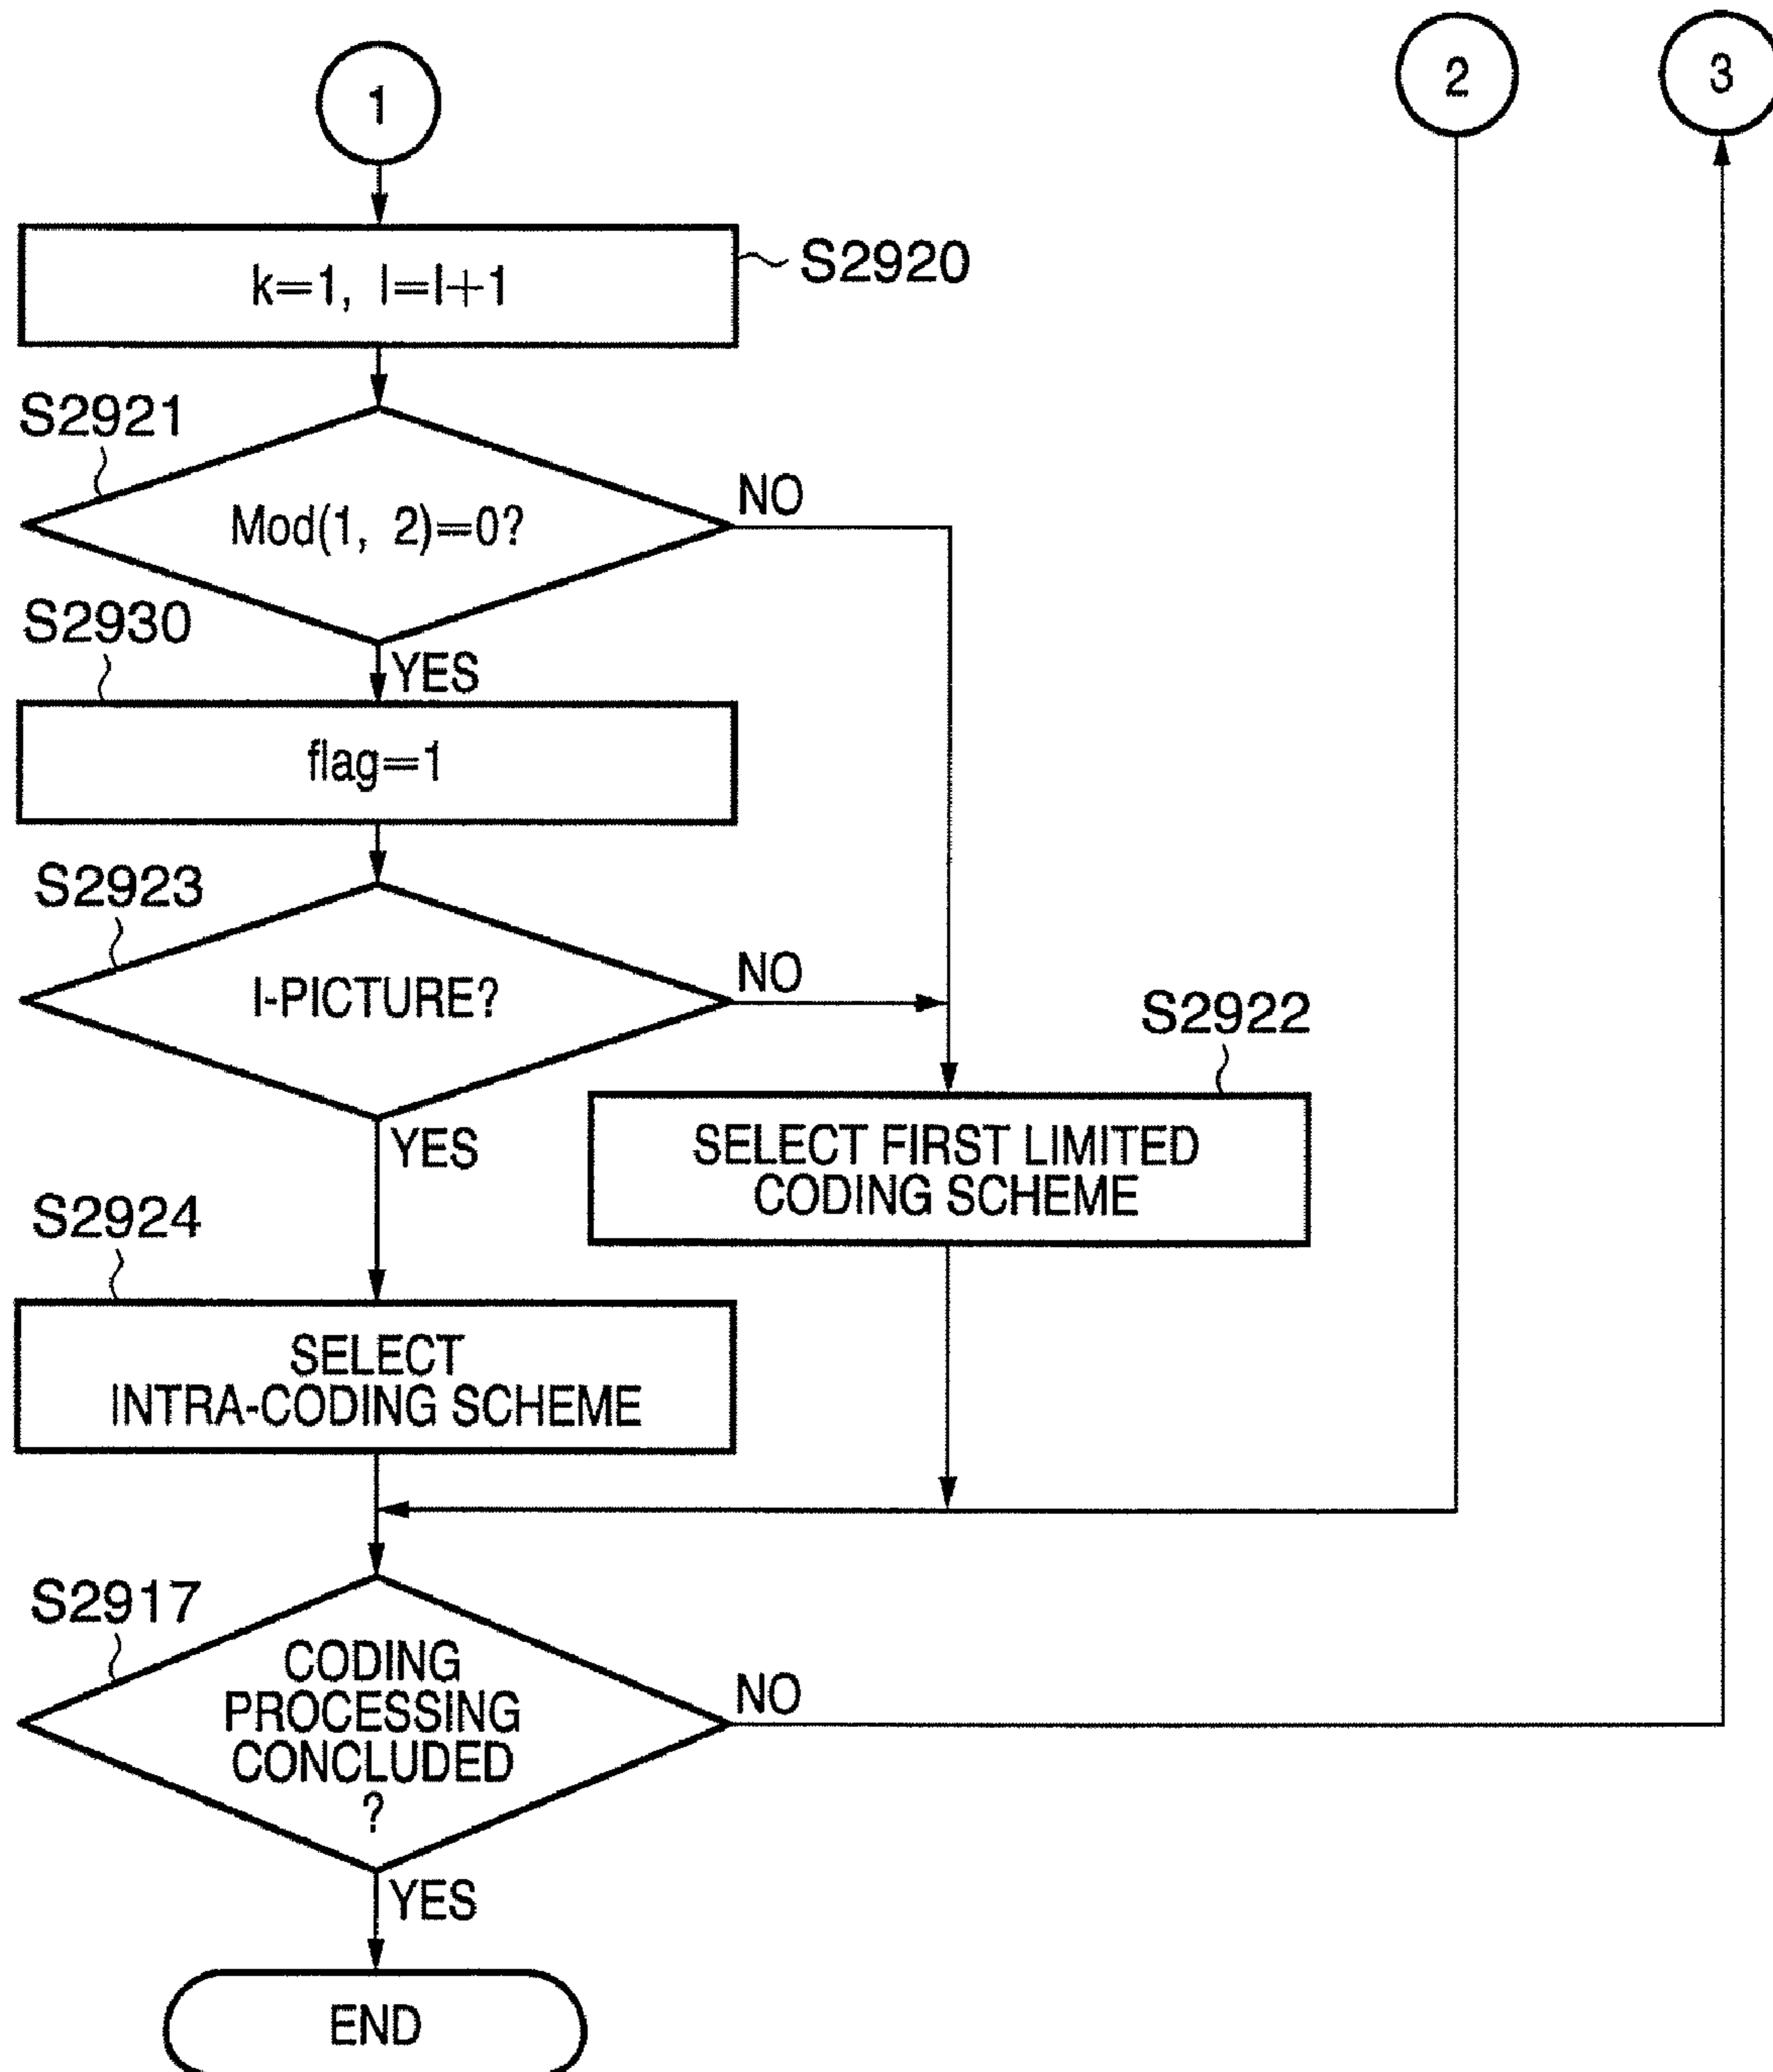 1
2
3
k=1, l=l+1
S2920
S2921
Mod(1, 2)=0?
NO
S2930
YES
flag=1
S2923
I-PICTURE?
NO
S2922
YES
SELECT FIRST LIMITED
CODING SCHEME
S2924
SELECT
INTRA-CODING SCHEME
S2917
CODING
PROCESSING
CONCLUDED
?
NO
YES
END